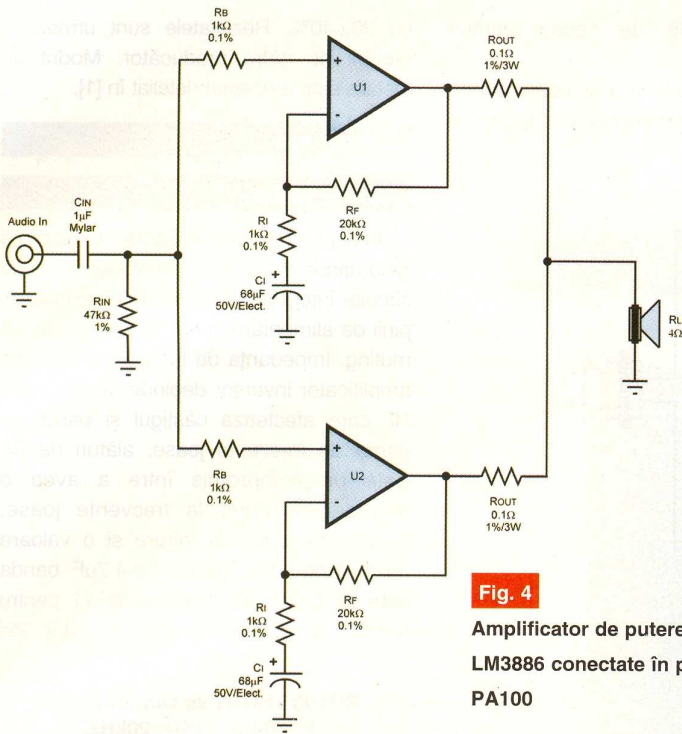 RB
1kΩ
0.1%
+
U1
-
ROUT
0.1Ω
1%/3W
RF
20kΩ
0.1%
RI
1kΩ
0.1%
CI
+
68µF
50V/Elect.
Audio In
CIN
1µF
Mylar
RIN
47kΩ
1%
RL
4Ω
RB
1kΩ
0.1%
+
U2
-
ROUT
0.1Ω
1%/3W
RF
20kΩ
0.1%
RI
1kΩ
0.1%
CI
+
68µF
50V/Elect.
Fig. 4
Amplificator de putere
LM3886 conectate în p
PA100